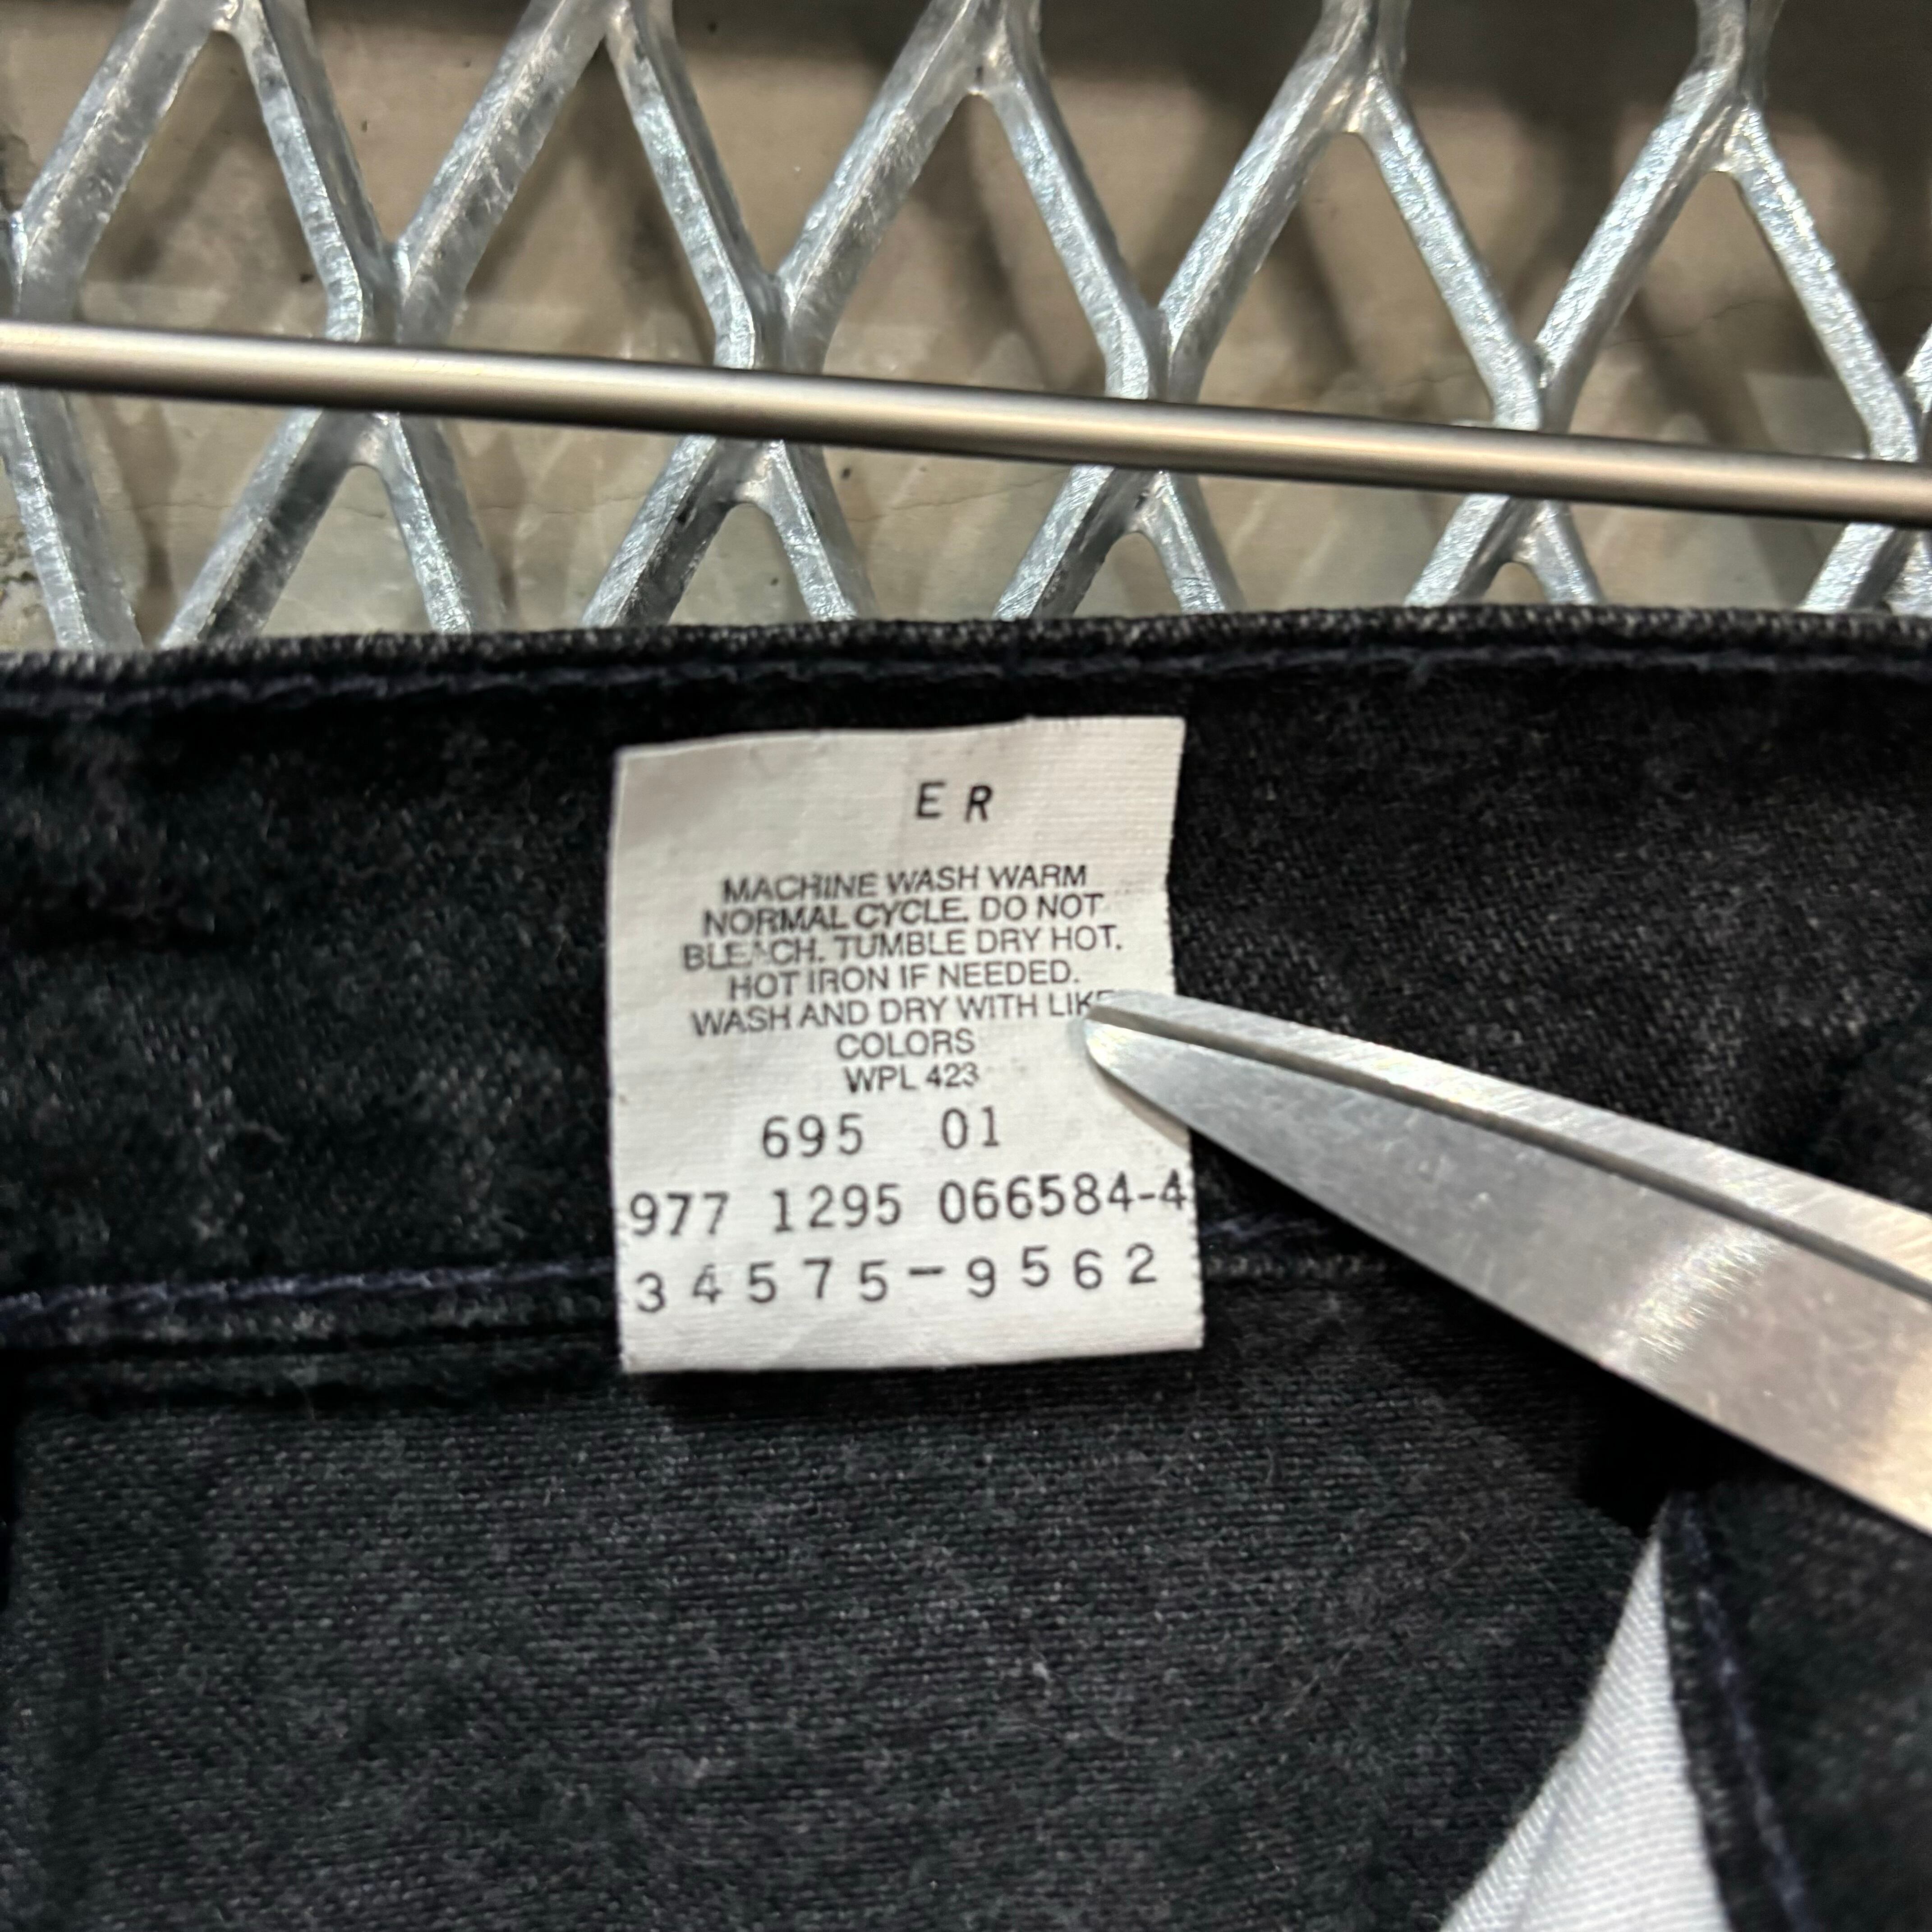 E R
MACHINE WASH WARM
NORMAL CYCLE. DO NOT
BLEACH. TUMBLE DRY HOT.
HOT IRON IF NEEDED.
WASH AND DRY WITH LIKE
COLORS
WPL 423
695 01
977 1295 066584-4
34575-9562